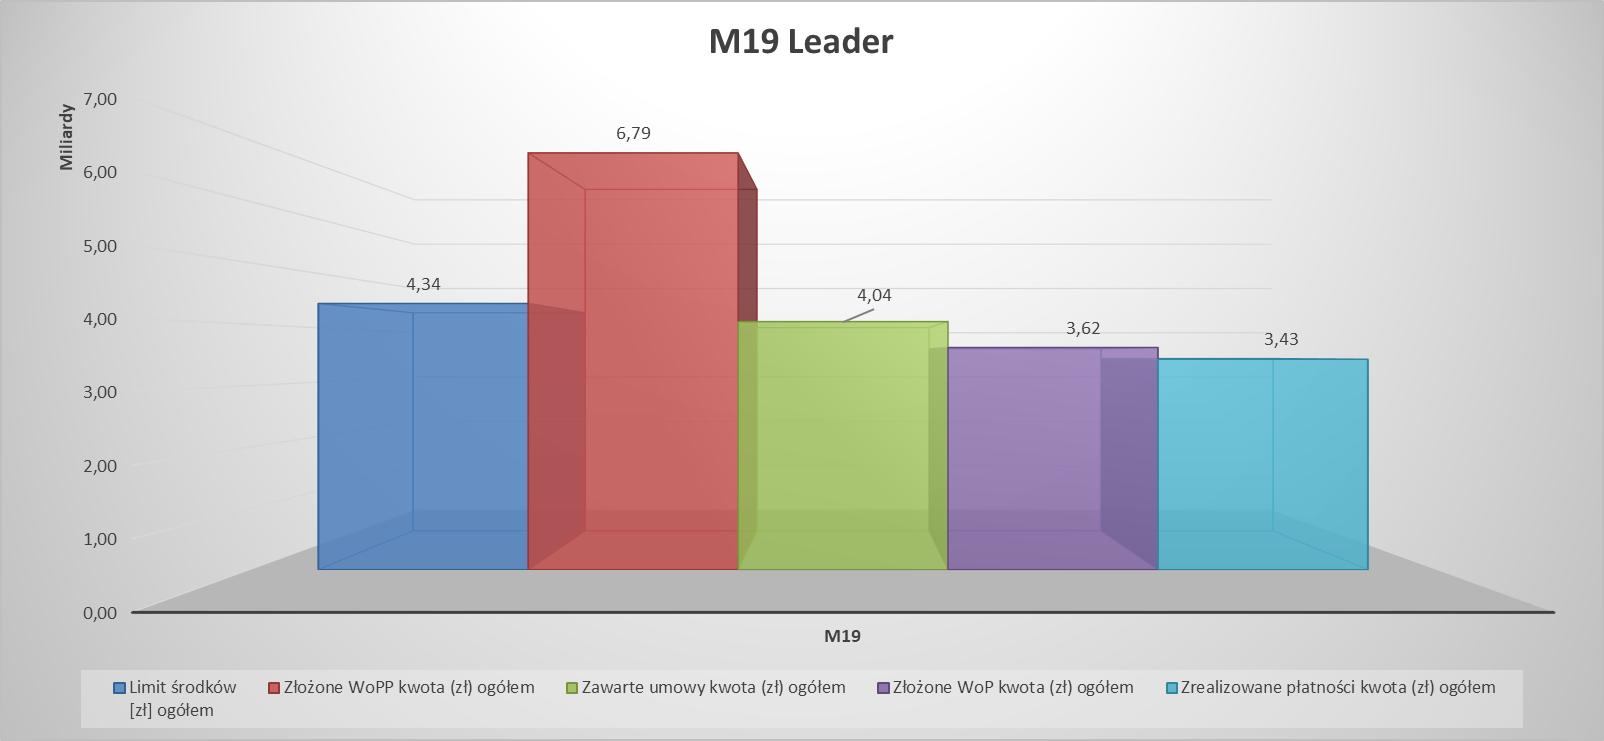 M19 Leader
Miliardy
7,00
6,00
5,00
4,00
3,00
2,00
1,00
0,00
4,34
6,79
4,04
3,62
3,43
M19
Limit środków
[zł] ogółem
Złożone WoPP kwota (zł) ogółem
Zawarte umowy kwota (zł) ogółem
Złożone WoP kwota (zł) ogółem
Zrealizowane płatności kwota (zł) ogółem